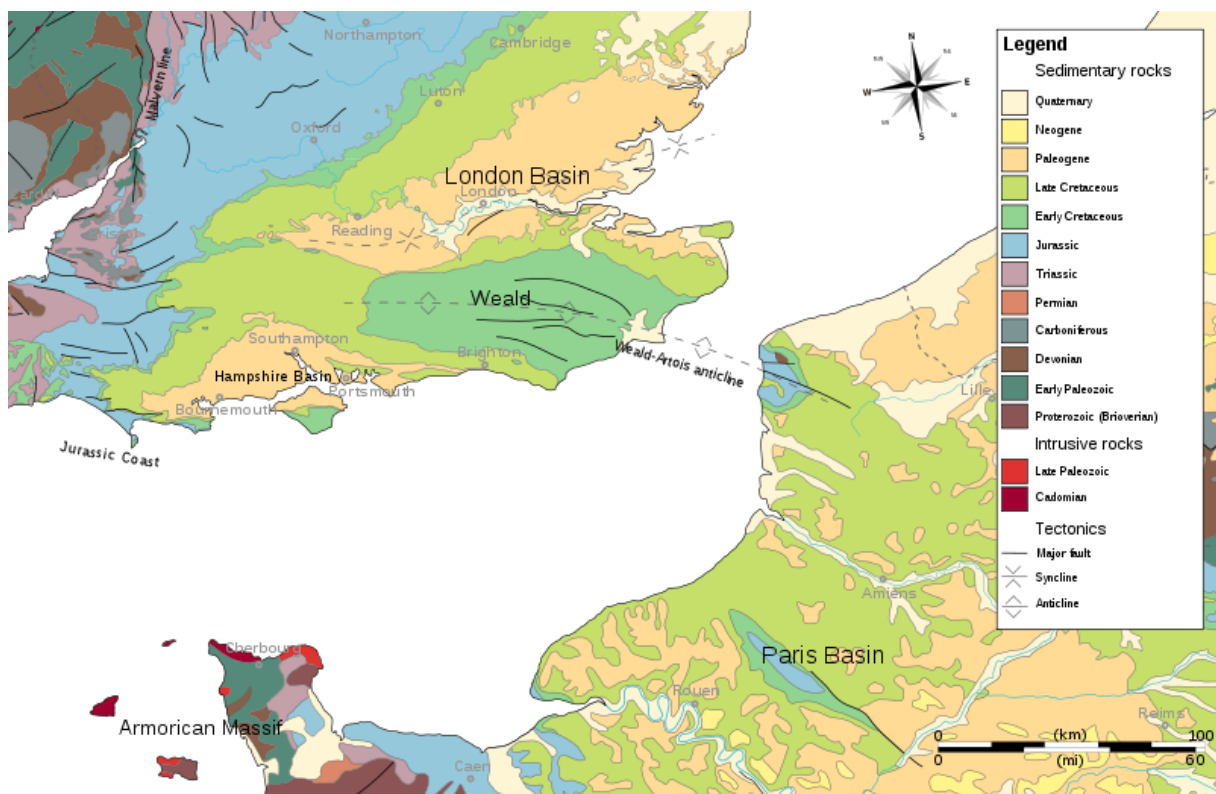 Northampton
Cambridge
Malvern line
Luton
Oxford
London Basin
London
Reading
Weald
Southampton
Hampshire Basin
Portsmouth
Brighton
Bournemouth
Weald-Artois anticline
Jurassic Coast
Lille
Amiens
Cherbourg
Armorican Massif
Paris Basin
Rouen
Reims
Caen
N
E
S
W
Legend
Sedimentary rocks
Quaternary
Neogene
Paleogene
Late Cretaceous
Early Cretaceous
Jurassic
Triassic
Permian
Carboniferous
Devonian
Early Paleozoic
Proterozoic (Brioverian)
Intrusive rocks
Late Paleozoic
Cadomian
Tectonics
Major fault
Syncline
Anticline
0 (km) 100
0 (mi) 60